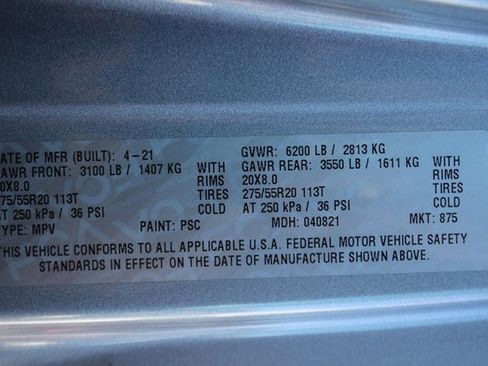 ATE OF MFR (BUILT): 4-21 GVWR: 6200 LB / 2813 KG
GAWR FRONT: 3100 LB / 1407 KG WITH GAWR REAR: 3550 LB / 1611 KG WITH
20X8.0 RIMS 20X8.0 RIMS
275/55R20 113T TIRES 275/55R20 113T TIRES
AT 250 kPa / 36 PSI COLD AT 250 kPa / 36 PSI COLD
TYPE: MPV PAINT: PSC MDH: 040821 MKT: 875
THIS VEHICLE CONFORMS TO ALL APPLICABLE U.S.A. FEDERAL MOTOR VEHICLE SAFETY
STANDARDS IN EFFECT ON THE DATE OF MANUFACTURE SHOWN ABOVE.